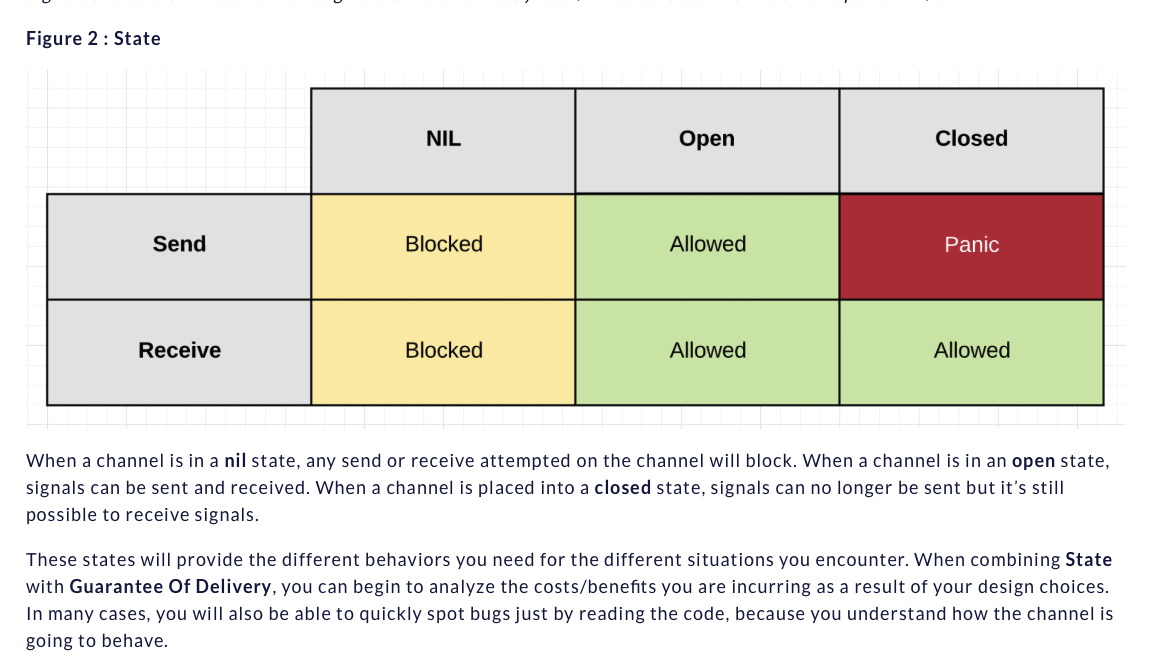 Figure 2 : State
NIL Open Closed
Send Blocked Allowed Panic
Receive Blocked Allowed Allowed
When a channel is in a nil state, any send or receive attempted on the channel will block. When a channel is in an open state,
signals can be sent and received. When a channel is placed into a closed state, signals can no longer be sent but it’s still
possible to receive signals.
These states will provide the different behaviors you need for the different situations you encounter. When combining State
with Guarantee Of Delivery, you can begin to analyze the costs/benefits you are incurring as a result of your design choices.
In many cases, you will also be able to quickly spot bugs just by reading the code, because you understand how the channel is
going to behave.